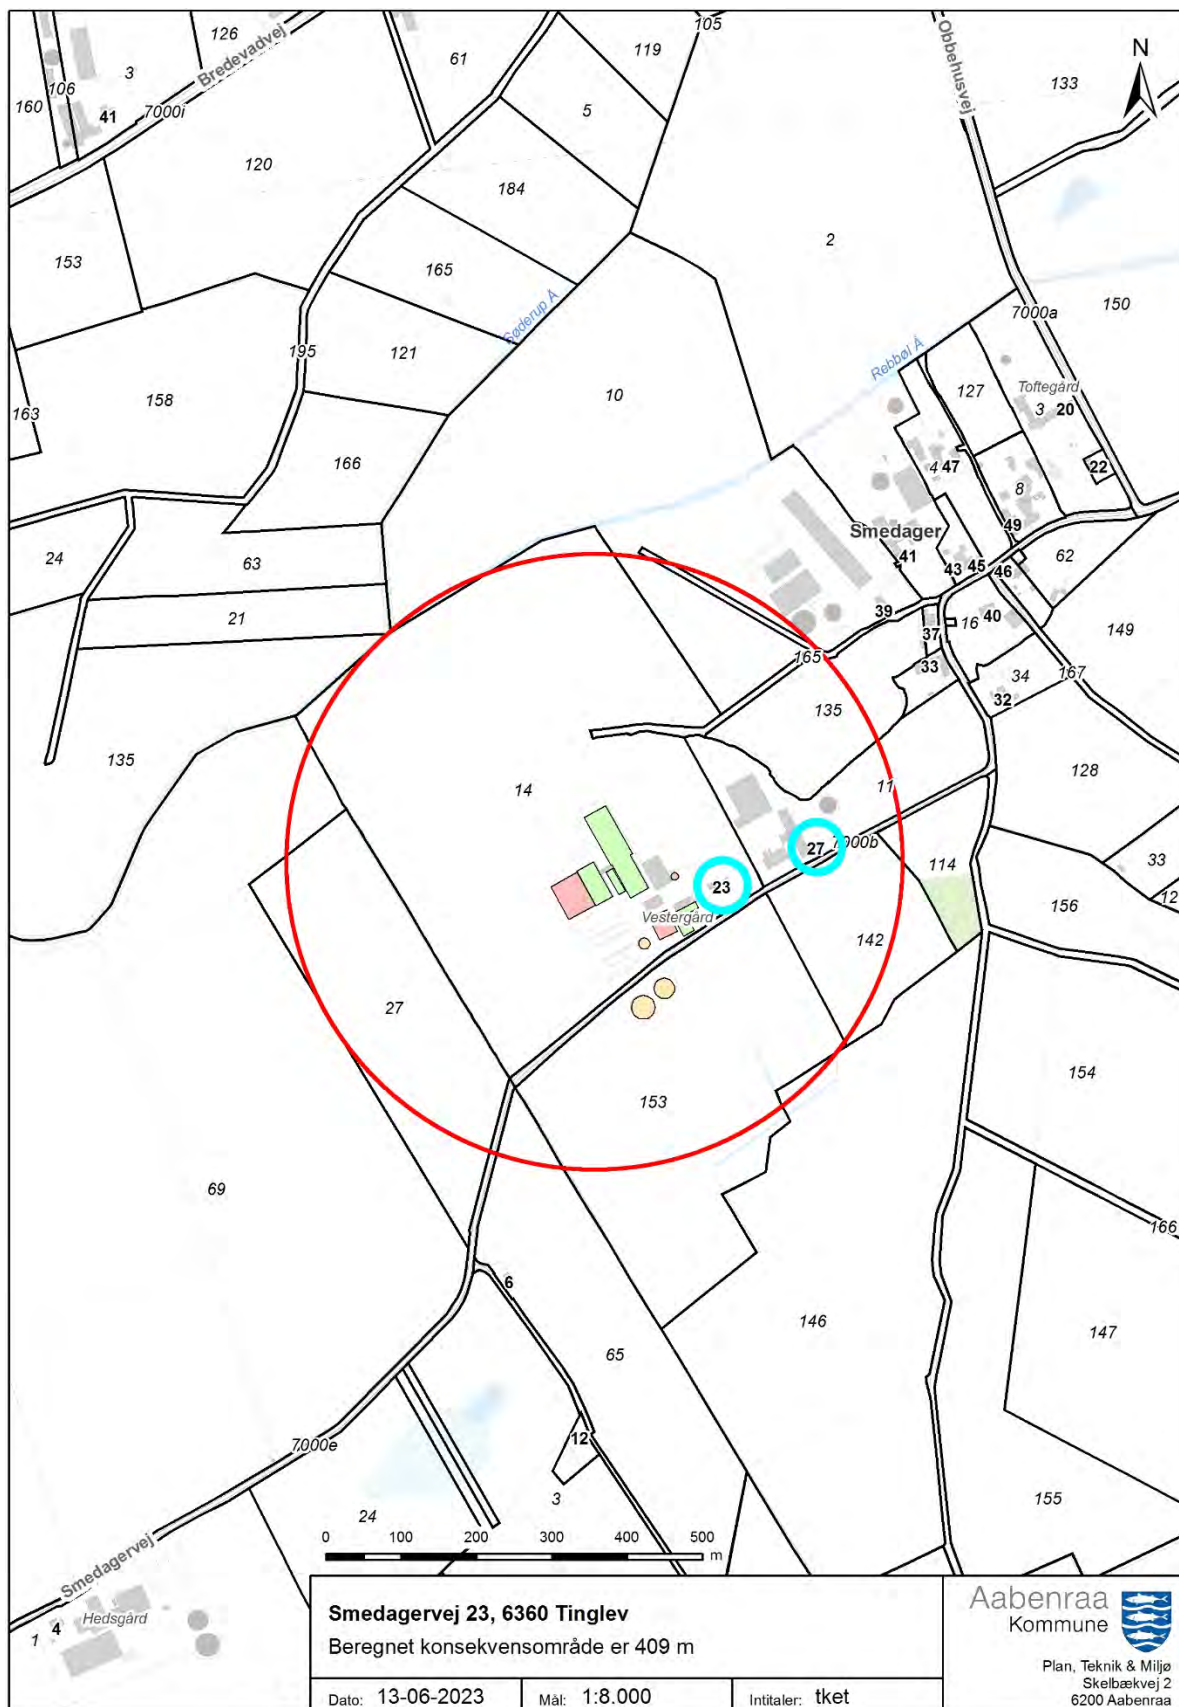 105
126
119
61
Bredevadvej
3
Obbehusvej
N
133
106
160
41
7000i
5
120
184
2
153
165
150
7000a
Søderup Å
195
121
Rebbøl Å
127
Toftegård
3
20
10
158
163
166
4
47
22
8
Smedager
49
24
63
41
43
45
46
62
21
39
16
40
37
149
165
33
34
167
32
135
135
128
14
11
27
7000b
114
33
12
23
Vestergård
156
142
27
153
154
69
166
6
146
147
65
12
7000e
3
155
24
0 100 200 300 400 500
m
Smedagervej
Hedsgård
1
4
Smedagervej 23, 6360 Tinglev
Beregnet konsekvensområde er 409 m
Dato: 13-06-2023
Mål: 1:8.000
Intitaler: tket
Aabenraa
Kommune
Plan, Teknik & Miljø
Skelbækvej 2
6200 Aabenraa